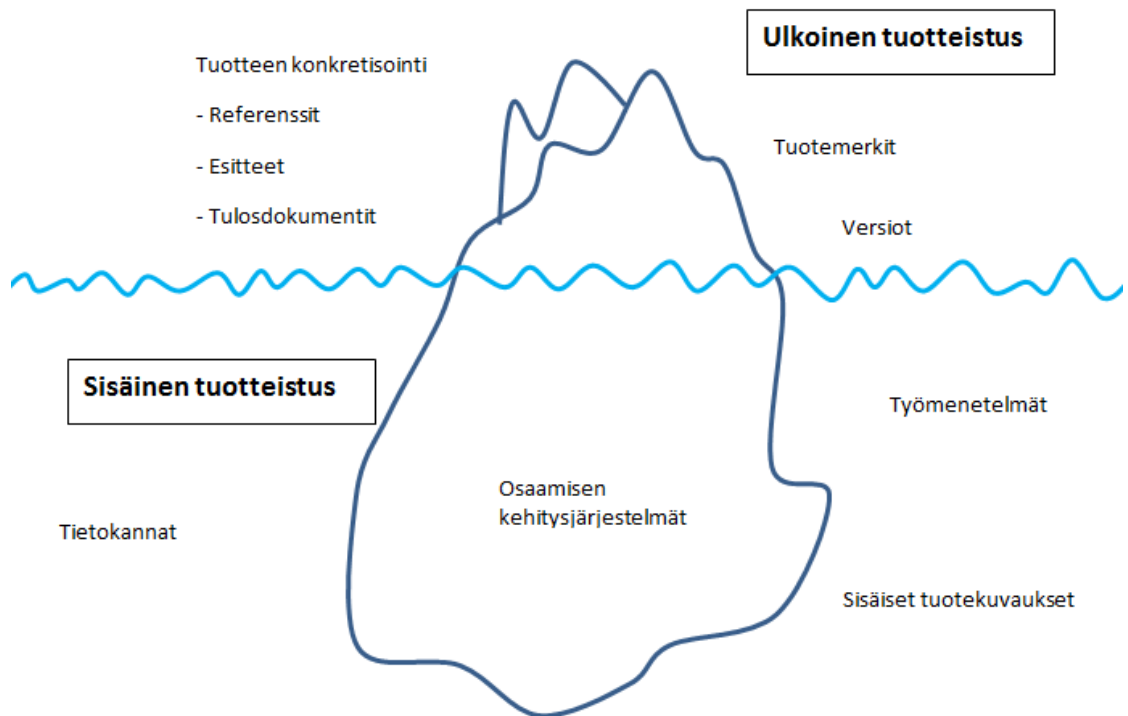 Ulkoinen tuotteistus
Tuotteen konkretisointi
- Referenssit
- Esitteet
- Tulosdokumentit
Tuotemerkit
Versiot
Sisäinen tuotteistus
Työmenetelmät
Osaamisen
kehitysjärjestelmät
Tietokannat
Sisäiset tuotekuvaukset